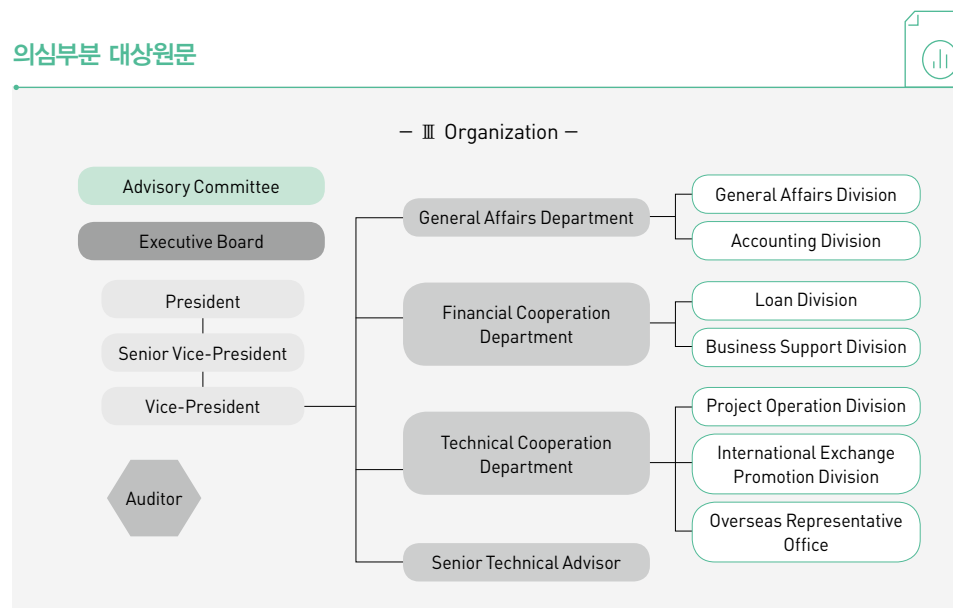 의심부분 대상원문
– Ⅲ Organization –
Advisory Committee
Executive Board
President
Senior Vice-President
Vice-President
Auditor
General Affairs Department
Financial Cooperation
Department
Technical Cooperation
Department
Senior Technical Advisor
General Affairs Division
Accounting Division
Loan Division
Business Support Division
Project Operation Division
International Exchange
Promotion Division
Overseas Representative
Office